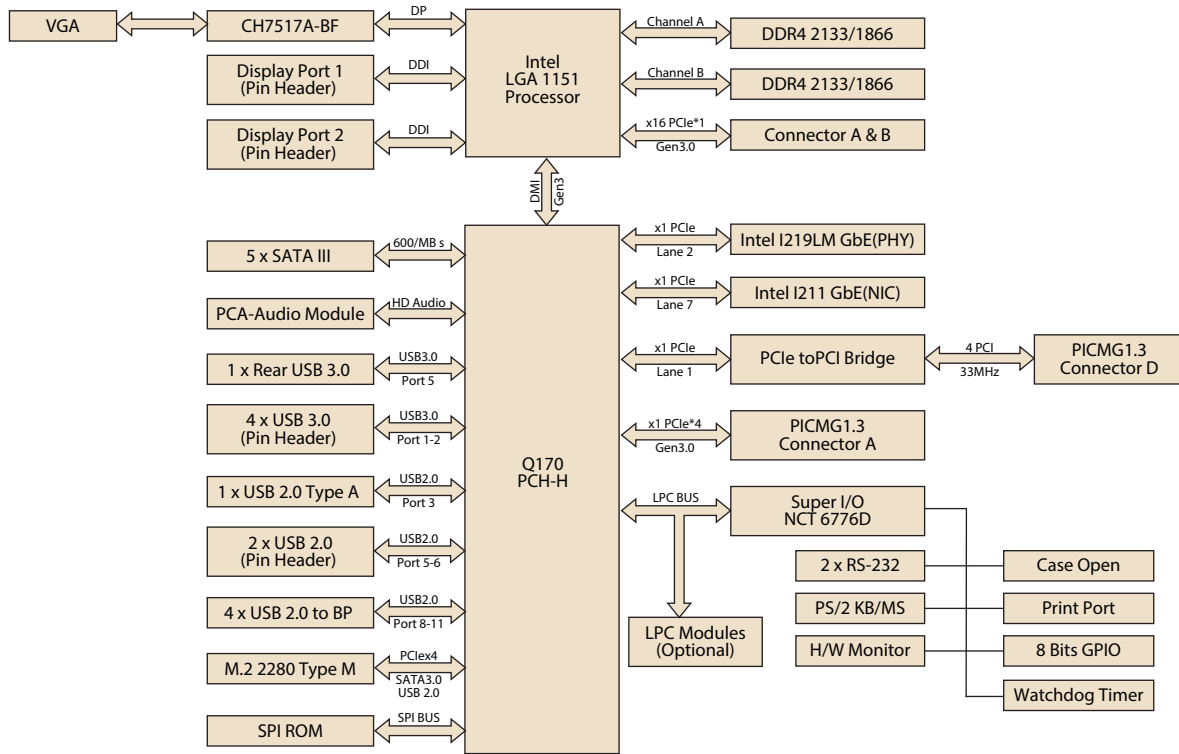 VGA
CH7517A-BF
DP
Display Port 1
(Pin Header)
DDI
Display Port 2
(Pin Header)
DDI
Intel
LGA 1151
Processor
Channel A
DDR4 2133/1866
Channel B
DDR4 2133/1866
x16 PCIe*1
Gen3.0
Connector A & B
DMI
Gen3
5 x SATA III
600/MB s
PCA-Audio Module
HD Audio
1 x Rear USB 3.0
USB3.0
Port 5
4 x USB 3.0
(Pin Header)
USB3.0
Port 1-2
1 x USB 2.0 Type A
USB2.0
Port 3
2 x USB 2.0
(Pin Header)
USB2.0
Port 5-6
4 x USB 2.0 to BP
USB2.0
Port 8-11
M.2 2280 Type M
PCIex4
SATA3.0
USB 2.0
SPI ROM
SPI BUS
Q170
PCH-H
x1 PCIe
Lane 2
Intel I219LM GbE(PHY)
x1 PCIe
Lane 7
Intel I211 GbE(NIC)
x1 PCIe
Lane 1
PCIe toPCI Bridge
4 PCI
33MHz
PICMG1.3
Connector D
x1 PCIe*4
Gen3.0
PICMG1.3
Connector A
LPC BUS
Super I/O
NCT 6776D
LPC Modules
(Optional)
2 x RS-232
Case Open
PS/2 KB/MS
Print Port
H/W Monitor
8 Bits GPIO
Watchdog Timer